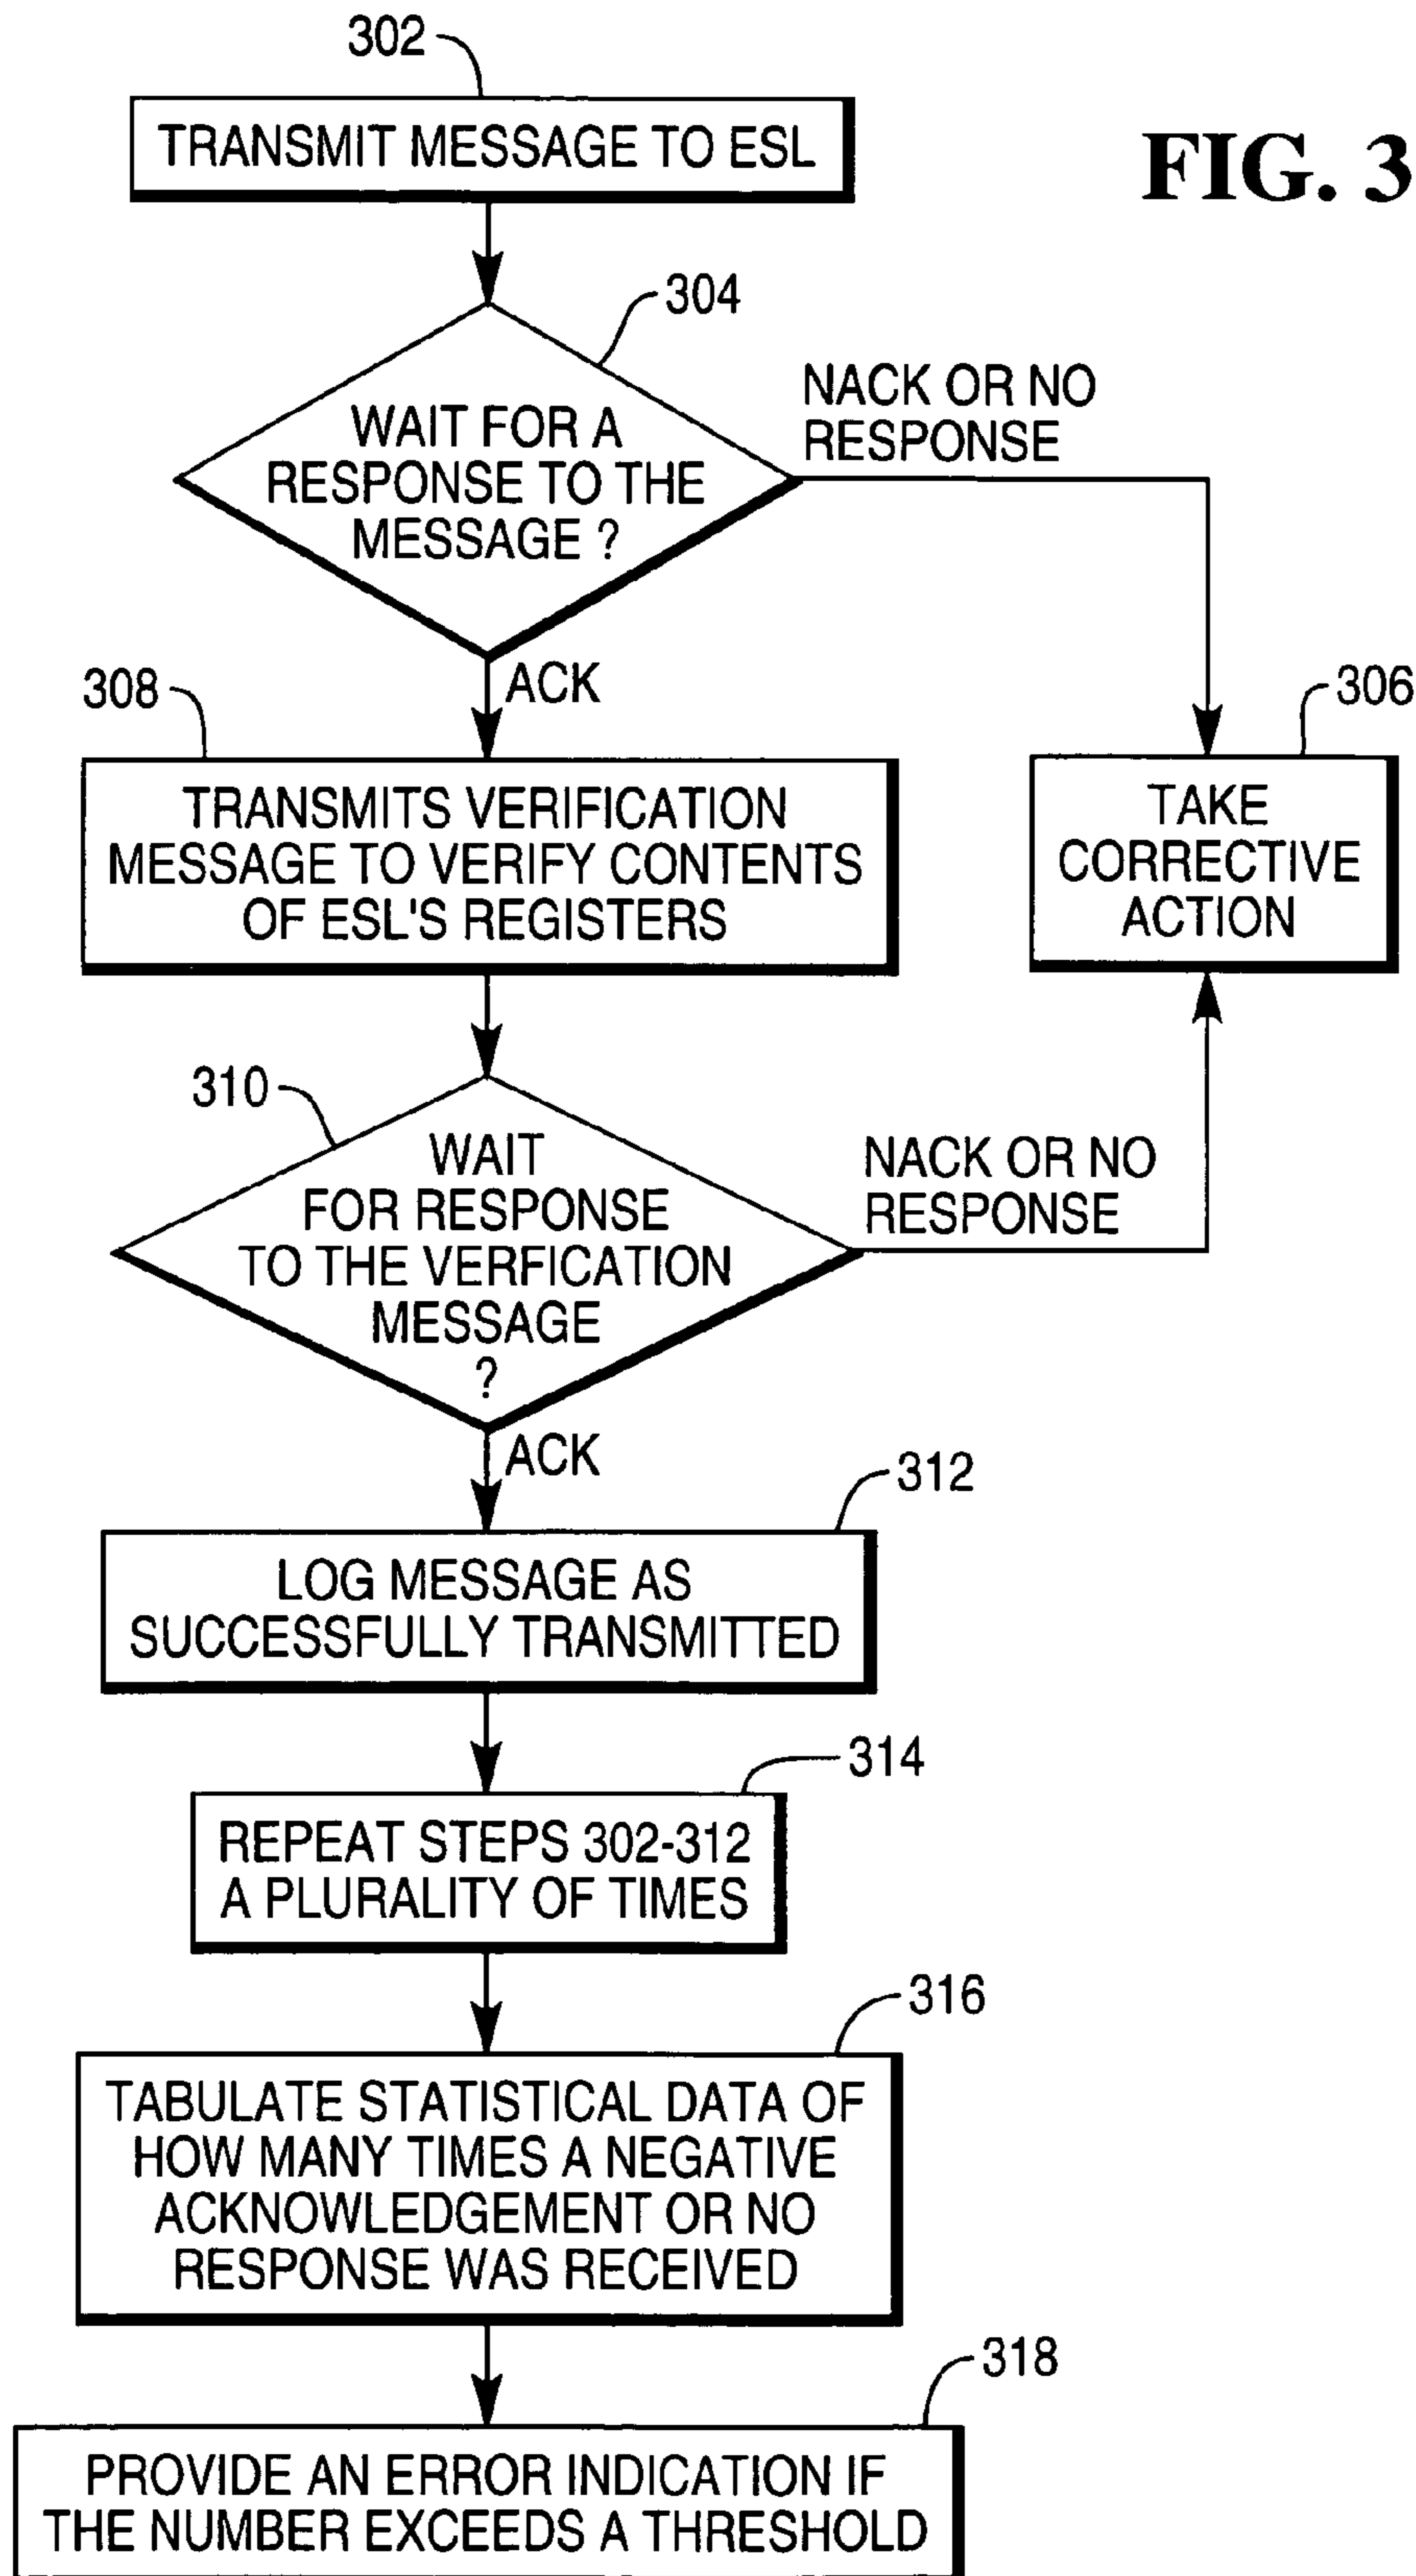 302
TRANSMIT MESSAGE TO ESL
FIG. 3
304
WAIT FOR A
RESPONSE TO THE
MESSAGE ?
NACK OR NO
RESPONSE
ACK
308
306
TRANSMITS VERIFICATION
MESSAGE TO VERIFY CONTENTS
OF ESL'S REGISTERS
TAKE
CORRECTIVE
ACTION
310
WAIT
FOR RESPONSE
TO THE VERFICATION
MESSAGE
?
NACK OR NO
RESPONSE
ACK
312
LOG MESSAGE AS
SUCCESSFULLY TRANSMITTED
314
REPEAT STEPS 302-312
A PLURALITY OF TIMES
316
TABULATE STATISTICAL DATA OF
HOW MANY TIMES A NEGATIVE
ACKNOWLEDGEMENT OR NO
RESPONSE WAS RECEIVED
318
PROVIDE AN ERROR INDICATION IF
THE NUMBER EXCEEDS A THRESHOLD